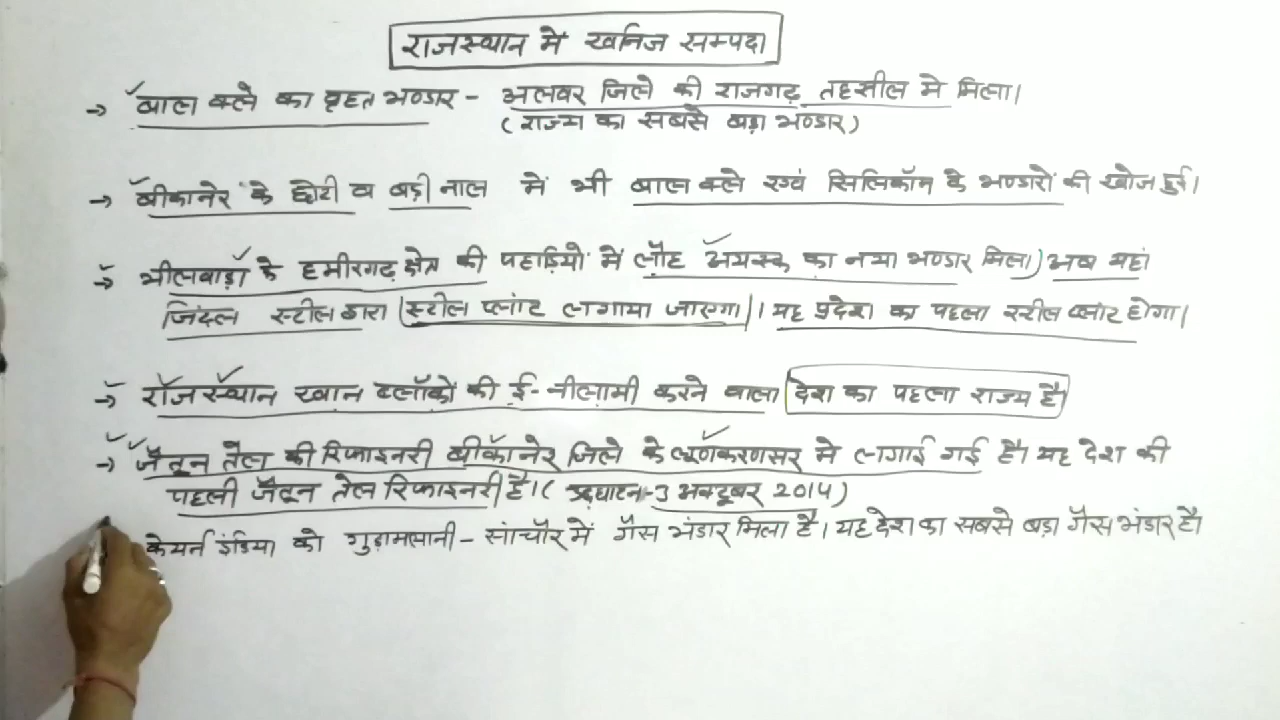 राजस्थान में खनिज सम्पदा
→ बाल क्ले का वृहत भण्डार - अलवर जिले की राजगढ़ तहसील मे मिला।
(राज्य का सबसे बड़ा भण्डार)
→ बीकानेर के छोटी व बड़ी नाल में भी बाल क्ले एवं सिलिकॉन के भण्डारों की खोज हुई।
→ भीलवाड़ा के हमीरगढ़ क्षेत्र की पहाड़ियो में लौह अयस्क का नया भण्डार मिला) अब यहां
जिंदल स्टील द्वारा (स्टील प्लांट लगाया जाएगा)। यह प्रदेश का पहला स्टील प्लांट होगा।
→ राजस्थान खान ब्लॉकों की ई-नीलामी करने वाला देश का पहला राज्य है
→ जैतून तेल की रिफाइनरी बीकानेर जिले के लूणकरणसर मे लगाई गई है। यह देश की
पहली जैतून तेल रिफाइनरी है। (उद्घाटन-3 अक्टूबर 2014)
केयर्न इंडिया को गुड़ामलानी - सांचौर में गैस भंडार मिला है। यह देश का सबसे बड़ा गैस भंडार है।